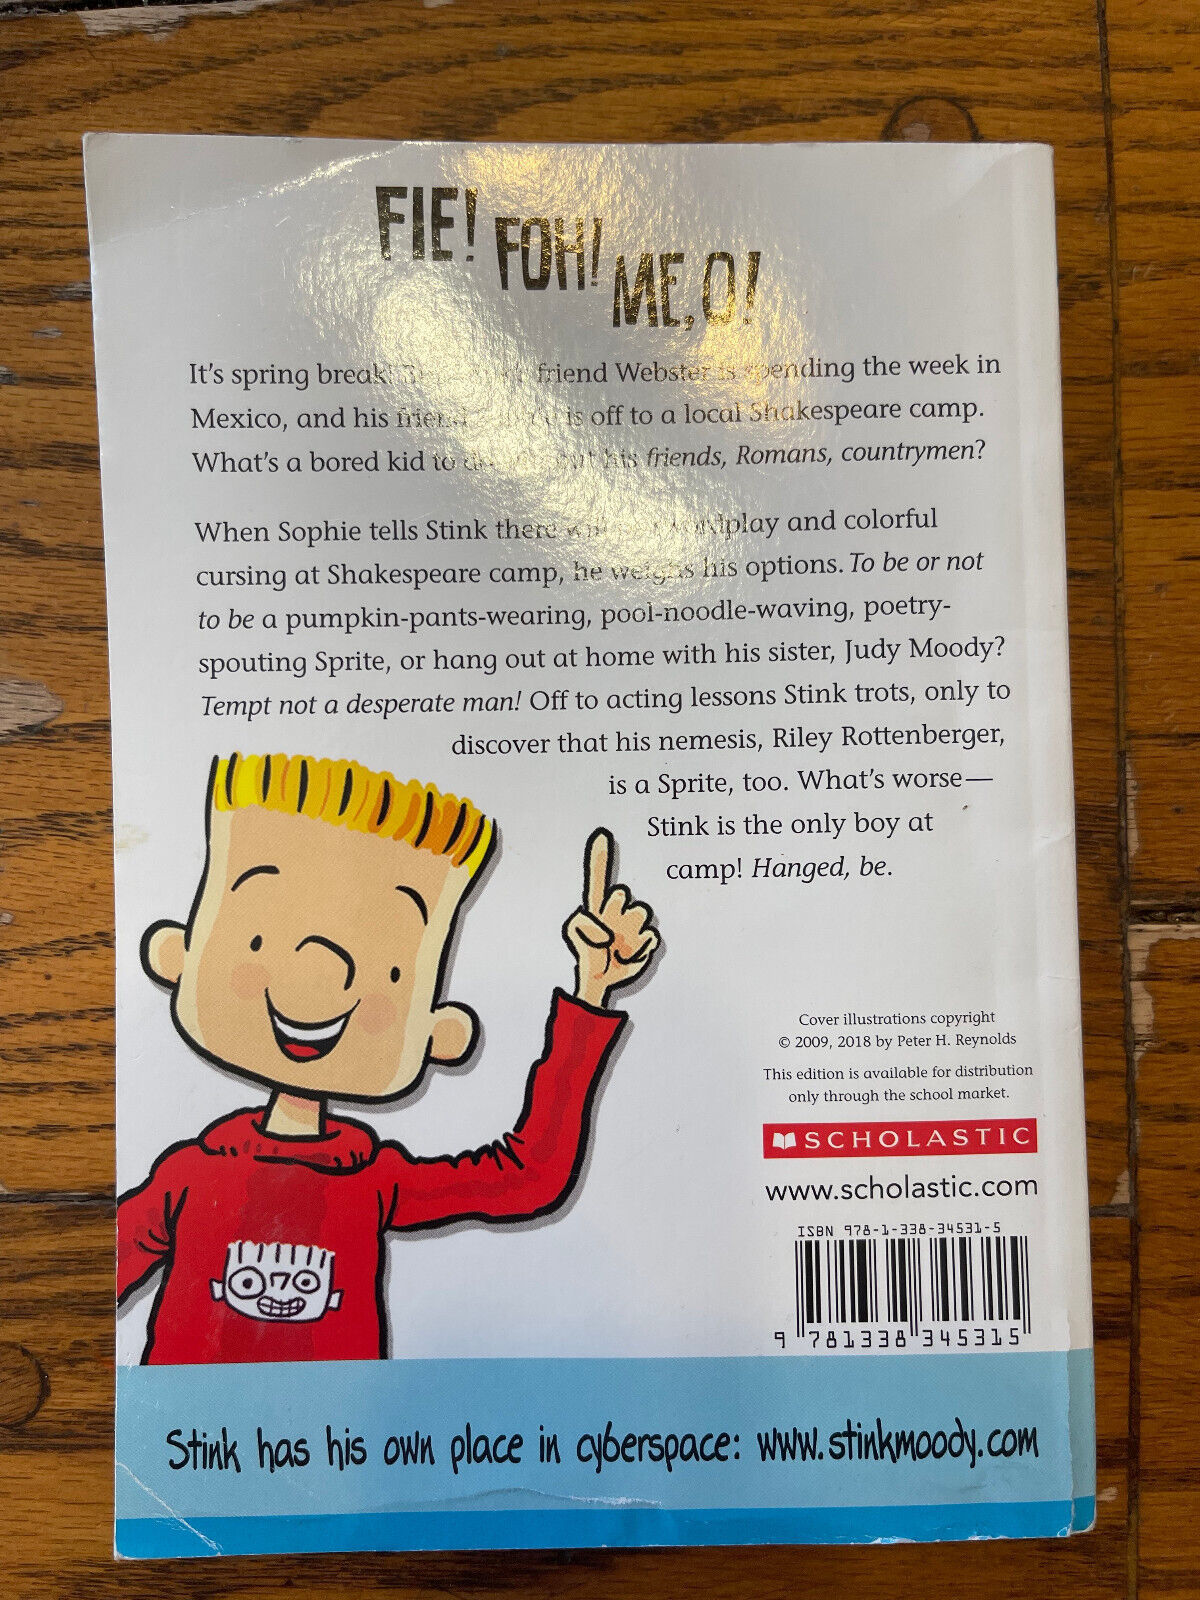 FIE! FOH! ME, O!
It's spring break! friend Webster is spending the week in
Mexico, and his friend is off to a local Shakespeare camp.
What's a bored kid to his friends, Romans, countrymen?
When Sophie tells Stink there wordplay and colorful
cursing at Shakespeare camp, he weighs his options. To be or not
to be a pumpkin-pants-wearing, pool-noodle-waving, poetry-
spouting Sprite, or hang out at home with his sister, Judy Moody?
Tempt not a desperate man! Off to acting lessons Stink trots, only to
discover that his nemesis, Riley Rottenberger,
is a Sprite, too. What's worse—
Stink is the only boy at
camp! Hanged, be.
Cover illustrations copyright
© 2009, 2018 by Peter H. Reynolds
This edition is available for distribution
only through the school market.
SCHOLASTIC
www.scholastic.com
ISBN 978-1-338-34531-5
9 781338 345315
Stink has his own place in cyberspace: www.stinkmoody.com